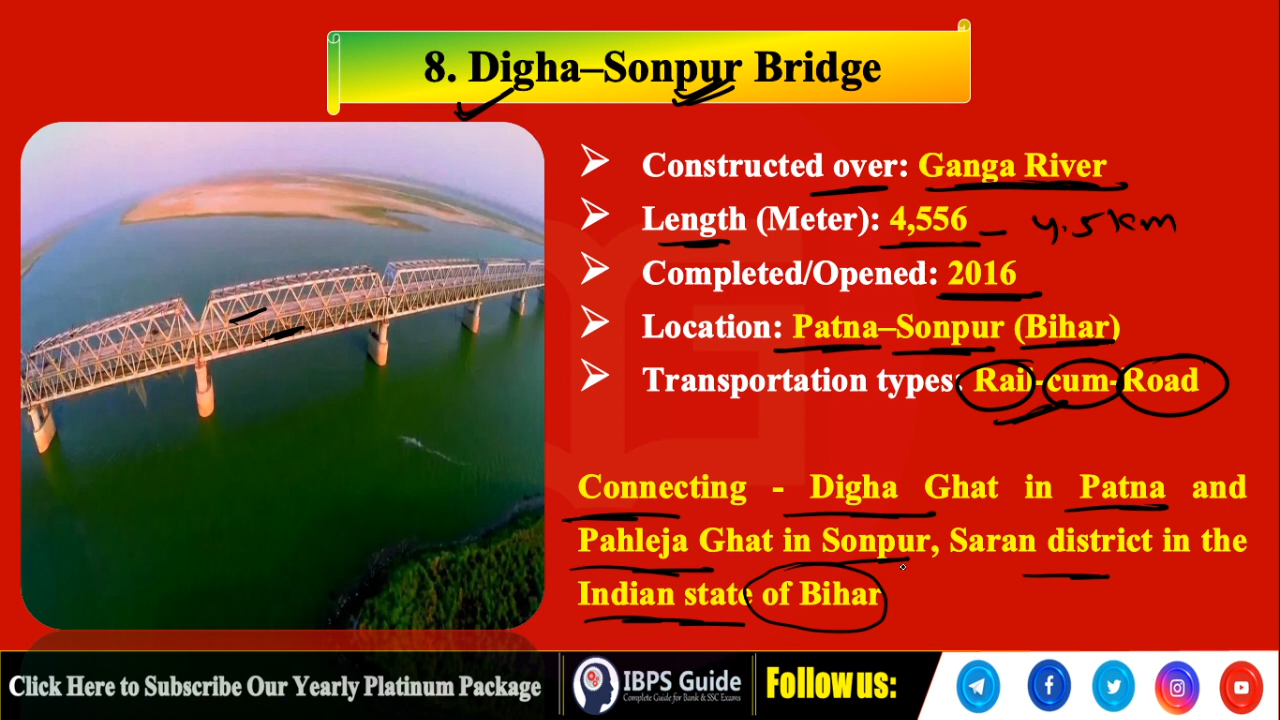 8. Digha–Sonpur Bridge
➢ Constructed over: Ganga River
➢ Length (Meter): 4,556 – 4.5km
➢ Completed/Opened: 2016
➢ Location: Patna–Sonpur (Bihar)
➢ Transportation types: Rail-cum-Road
Connecting - Digha Ghat in Patna and
Pahleja Ghat in Sonpur, Saran district in the
Indian state of Bihar
Click Here to Subscribe Our Yearly Platinum Package
IBPS Guide
Complete Guide for Bank & SSC Exams
Follow us: